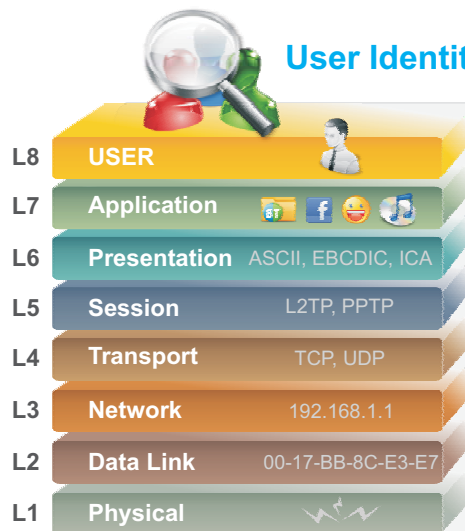 User Identit
L8 USER
L7 Application BT f
L6 Presentation ASCII, EBCDIC, ICA
L5 Session L2TP, PPTP
L4 Transport TCP, UDP
L3 Network 192.168.1.1
L2 Data Link 00-17-BB-8C-E3-E7
L1 Physical